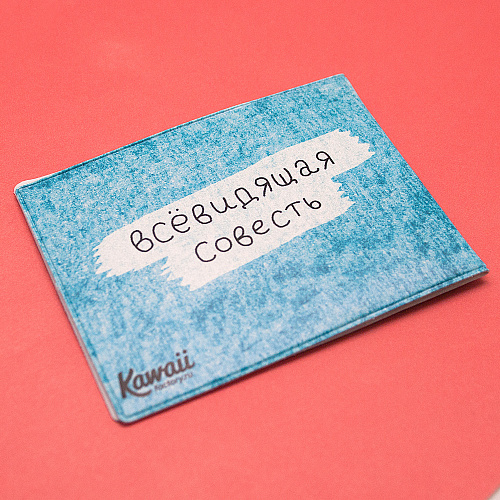 всёвидящая
совесть
Kawaii
factory.ru